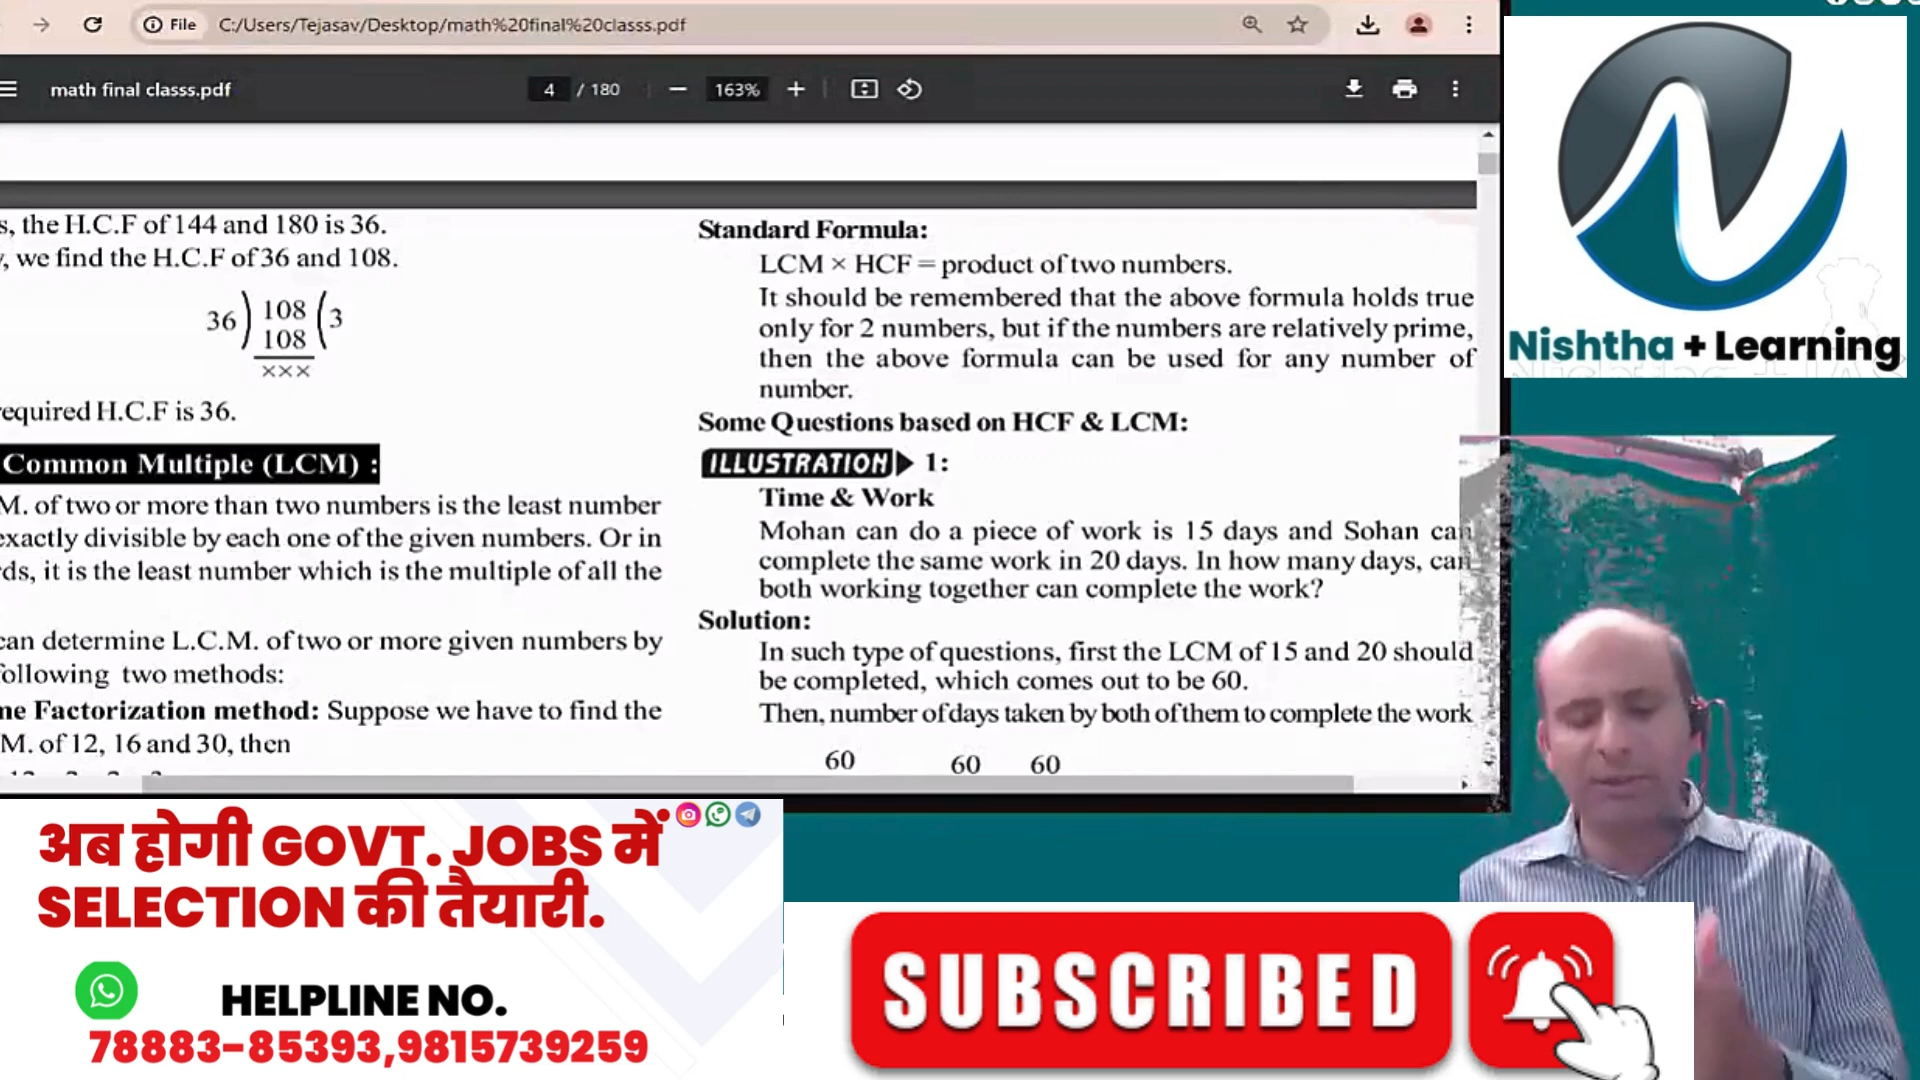 File C:/Users/Tejasav/Desktop/math%20final%20classs.pdf
math final classs.pdf
4 / 180
163%
s, the H.C.F of 144 and 180 is 36.
, we find the H.C.F of 36 and 108.
36 ) 108 ( 3
108
×××
equired H.C.F is 36.
Common Multiple (LCM) :
M. of two or more than two numbers is the least number
exactly divisible by each one of the given numbers. Or in
ds, it is the least number which is the multiple of all the
can determine L.C.M. of two or more given numbers by
ollowing two methods:
me Factorization method: Suppose we have to find the
M. of 12, 16 and 30, then
Standard Formula:
LCM × HCF = product of two numbers.
It should be remembered that the above formula holds true
only for 2 numbers, but if the numbers are relatively prime,
then the above formula can be used for any number of
number.
Some Questions based on HCF & LCM:
ILLUSTRATION 1:
Time & Work
Mohan can do a piece of work is 15 days and Sohan can
complete the same work in 20 days. In how many days, can
both working together can complete the work?
Solution:
In such type of questions, first the LCM of 15 and 20 should
be completed, which comes out to be 60.
Then, number of days taken by both of them to complete the work
60 60 60
Nishtha + Learning
अब होगी GOVT. JOBS में
SELECTION की तैयारी.
HELPLINE NO.
78883-85393,9815739259
SUBSCRIBED